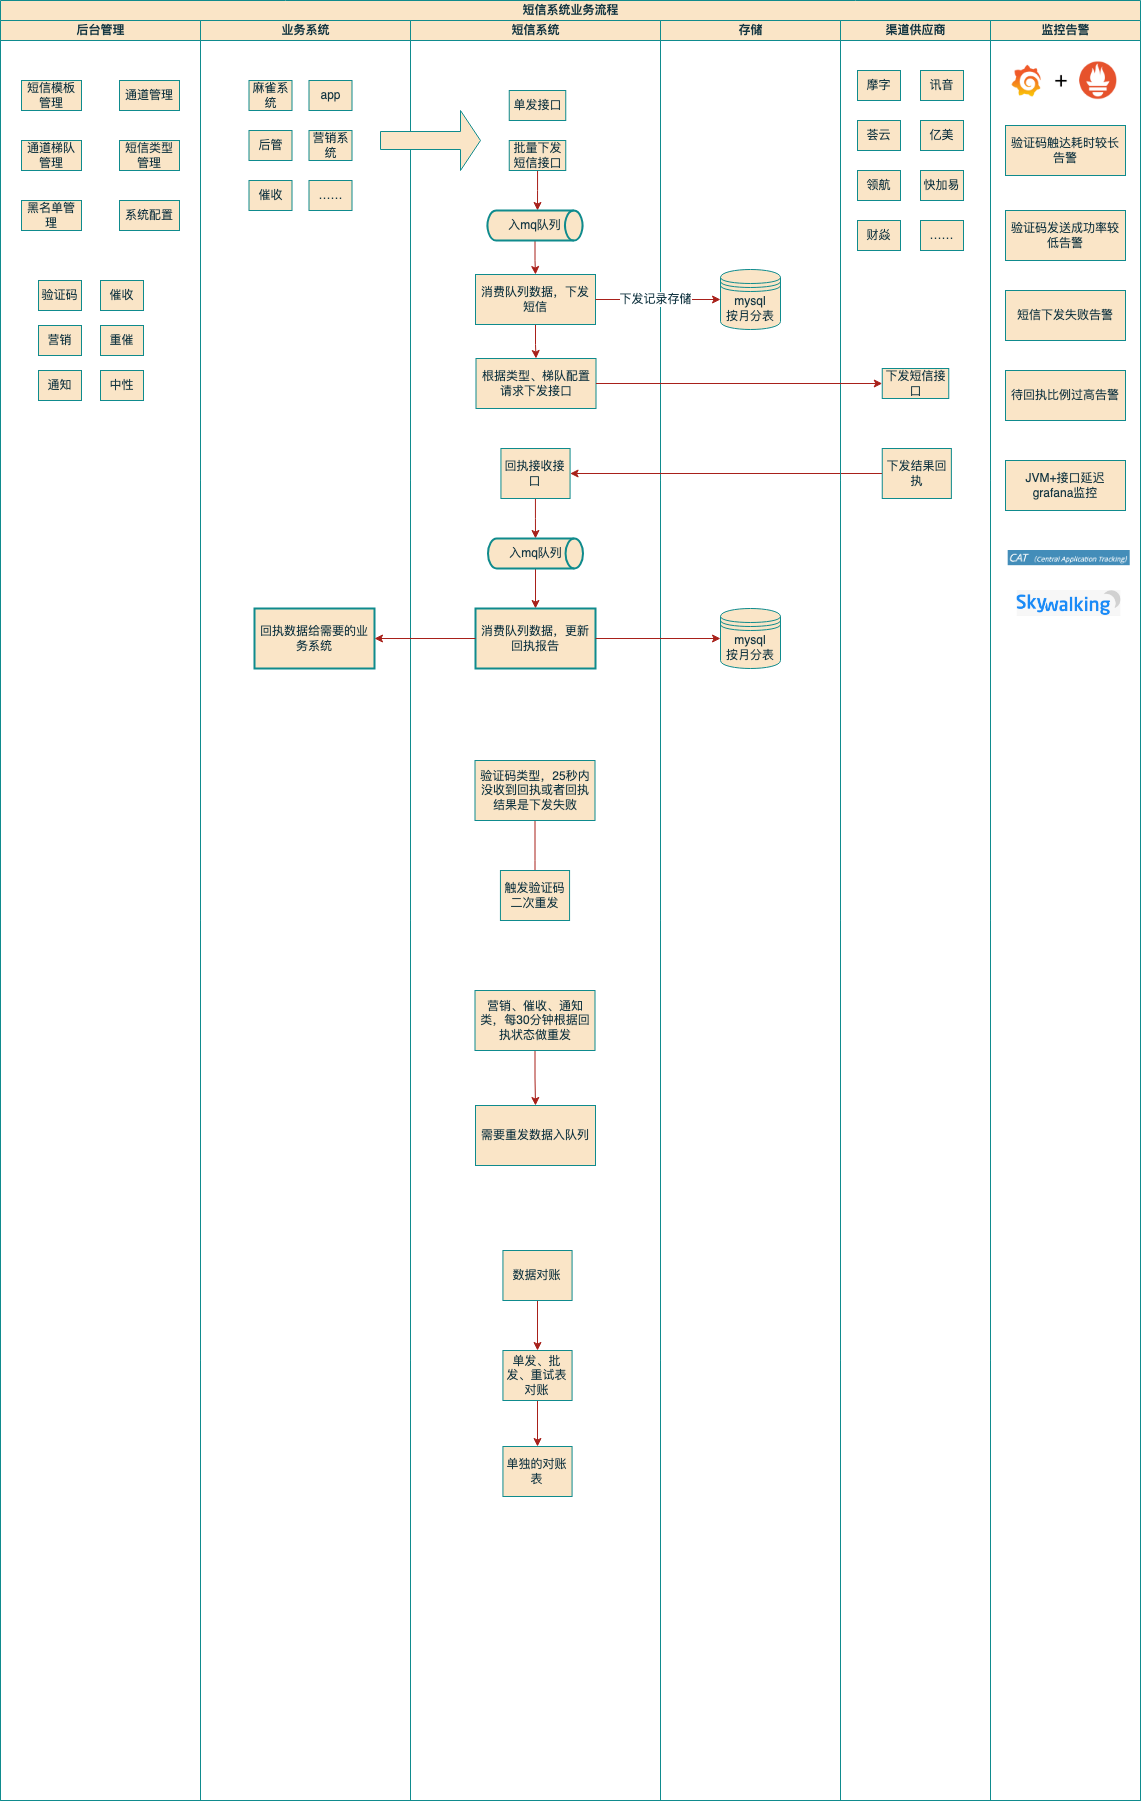 短信系统业务流程
后台管理
业务系统
短信系统
存储
渠道供应商
监控告警
短信模板
管理
通道管理
通道梯队
管理
短信类型
管理
黑名单管
理
系统配置
验证码
催收
营销
重催
通知
中性
麻雀系
统
app
后管
营销系
统
催收
……
单发接口
批量下发
短信接口
入mq队列
消费队列数据，下发
短信
下发记录存储
mysql
按月分表
根据类型、梯队配置
请求下发接口
下发短信接
口
回执接收接
口
下发结果回
执
入mq队列
消费队列数据，更新
回执报告
回执数据给需要的业
务系统
mysql
按月分表
验证码类型，25秒内
没收到回执或者回执
结果是下发失败
触发验证码
二次重发
营销、催收、通知
类，每30分钟根据回
执状态做重发
需要重发数据入队列
数据对账
单发、批
发、重试表
对账
单独的对账
表
摩字
讯音
荟云
亿美
领航
快加易
财焱
……
+
验证码触达耗时较长
告警
验证码发送成功率较
低告警
短信下发失败告警
待回执比例过高告警
JVM+接口延迟
grafana监控
CAT (Central Application Tracking)
Skywalking